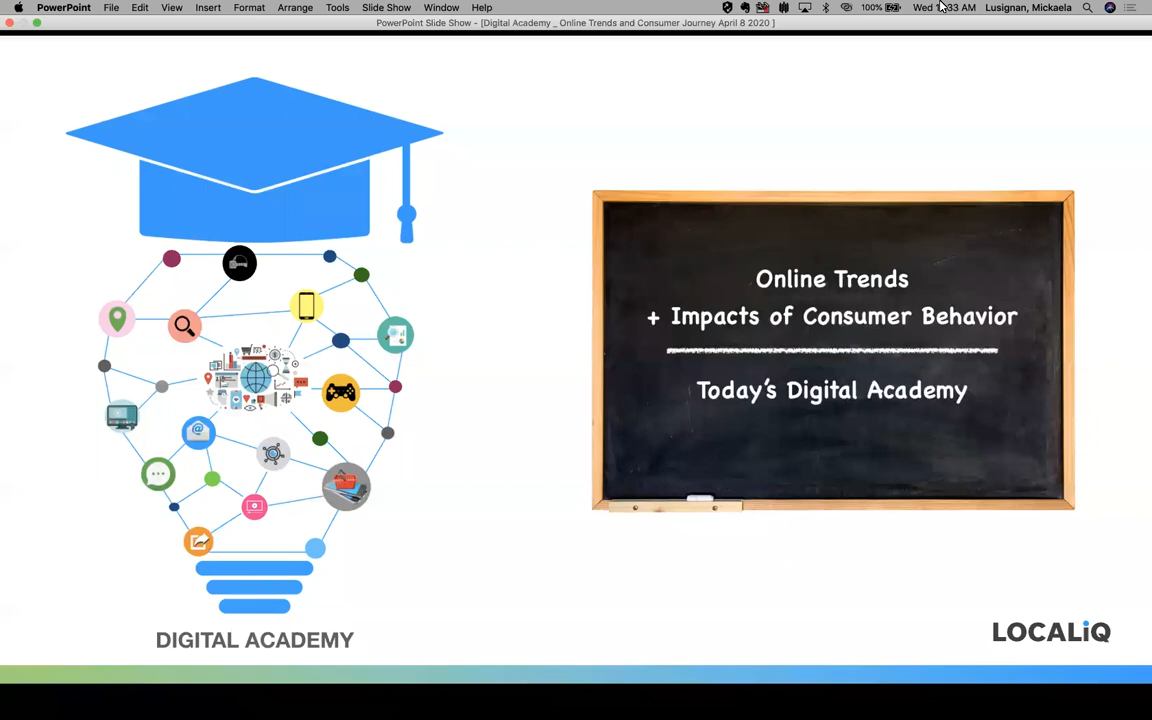 PowerPoint File Edit View Insert Format Arrange Tools Slide Show Window Help 100% Wed 33 AM Lusignan, Mickaela
PowerPoint Slide Show - [Digital Academy _ Online Trends and Consumer Journey April 8 2020 ]
Online Trends
+ Impacts of Consumer Behavior
Today's Digital Academy
@
DIGITAL ACADEMY
LOCALiQ